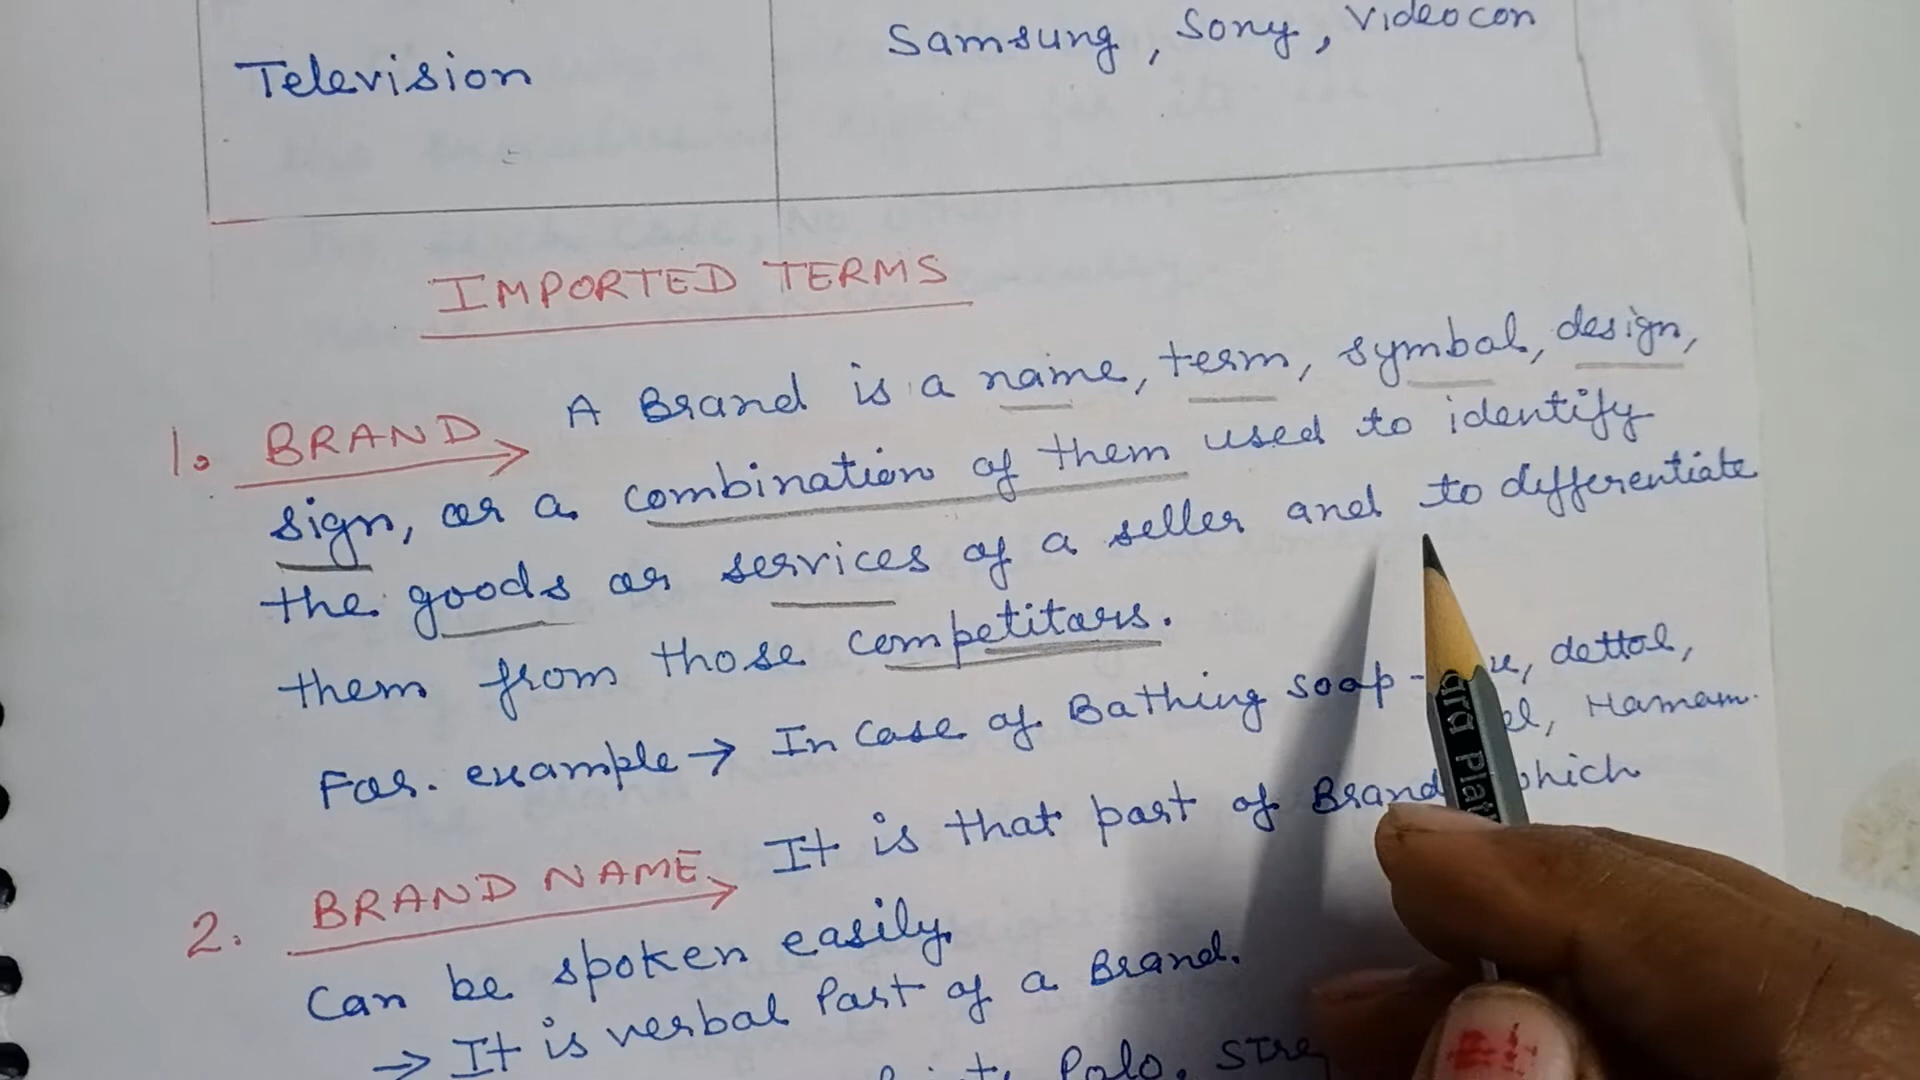 Television
Samsung, Sony, Videocon
IMPORTED TERMS
1. BRAND → A Brand is a name, term, symbol, design,
sign, or a combination of them used to identify
the goods or services of a seller and to differentiate
them from those competitors.
For. example → In Case of Bathing soap - dettol,
Hamam.
2. BRAND NAME → It is that part of Brand which
Can be spoken easily.
→ It is verbal Part of a Brand.
Polo,